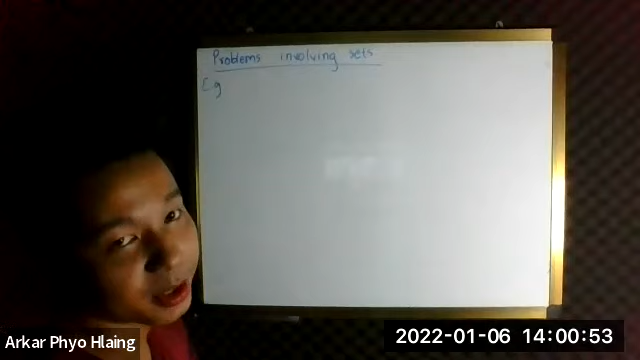 Problems involving sets
Eg
Arkar Phyo Hlaing
2022-01-06 14:00:53